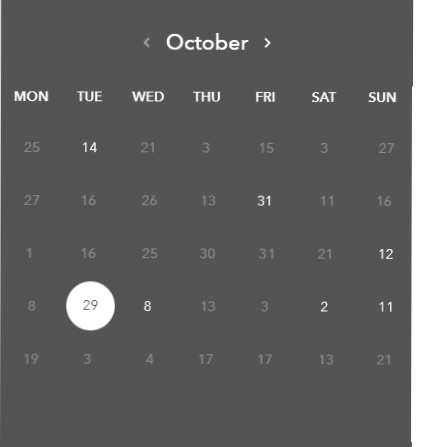 ‹ October ›
MON TUE WED THU FRI SAT SUN
25 14 21 3 15 3 27
27 16 26 13 31 11 16
1 16 25 30 31 21 12
8 29 8 13 3 2 11
19 3 4 17 17 13 21